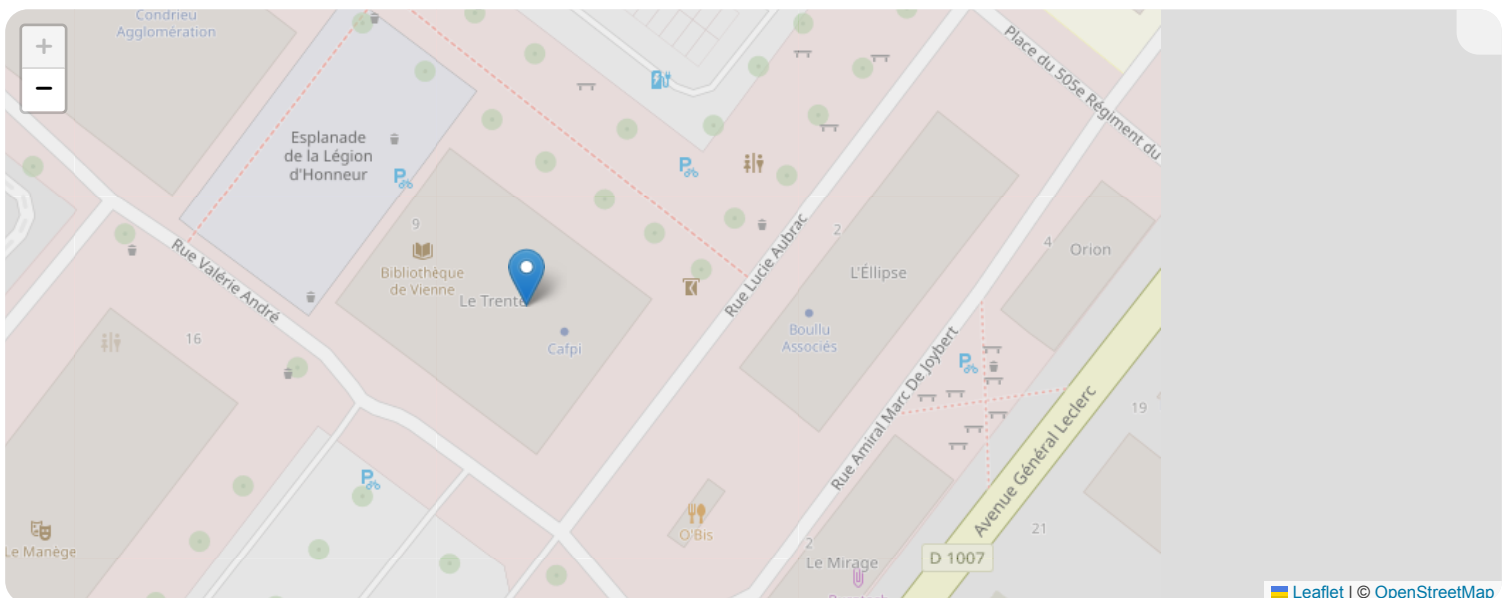 Condrieu
Agglomération
+
−
Place du 505e Régiment du
Esplanade
de la Légion
d'Honneur
9
2
4
Orion
Rue Valérie André
Rue Lucie Aubrac
Bibliothèque
de Vienne
Le Trente
L'Éllipse
Boullu
Associés
Cafpi
16
Rue Amiral Marc De Joybert
Avenue Général Leclerc
19
O'Bis
21
Le Manège
2
Le Mirage
D 1007
Leaflet | © OpenStreetMap